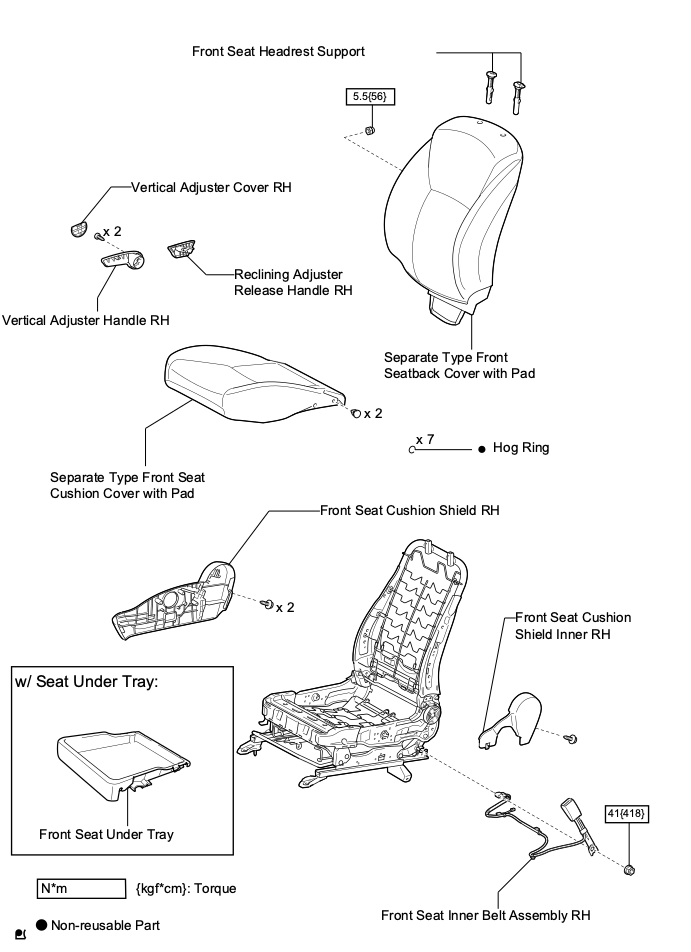 Front Seat Headrest Support
5.5{56}
Vertical Adjuster Cover RH
x 2
Reclining Adjuster
Release Handle RH
Vertical Adjuster Handle RH
Separate Type Front
Seatback Cover with Pad
x 2
x 7
Hog Ring
Separate Type Front Seat
Cushion Cover with Pad
Front Seat Cushion Shield RH
x 2
Front Seat Cushion
Shield Inner RH
w/ Seat Under Tray:
41{418}
Front Seat Under Tray
N*m {kgf*cm}: Torque
Front Seat Inner Belt Assembly RH
Non-reusable Part